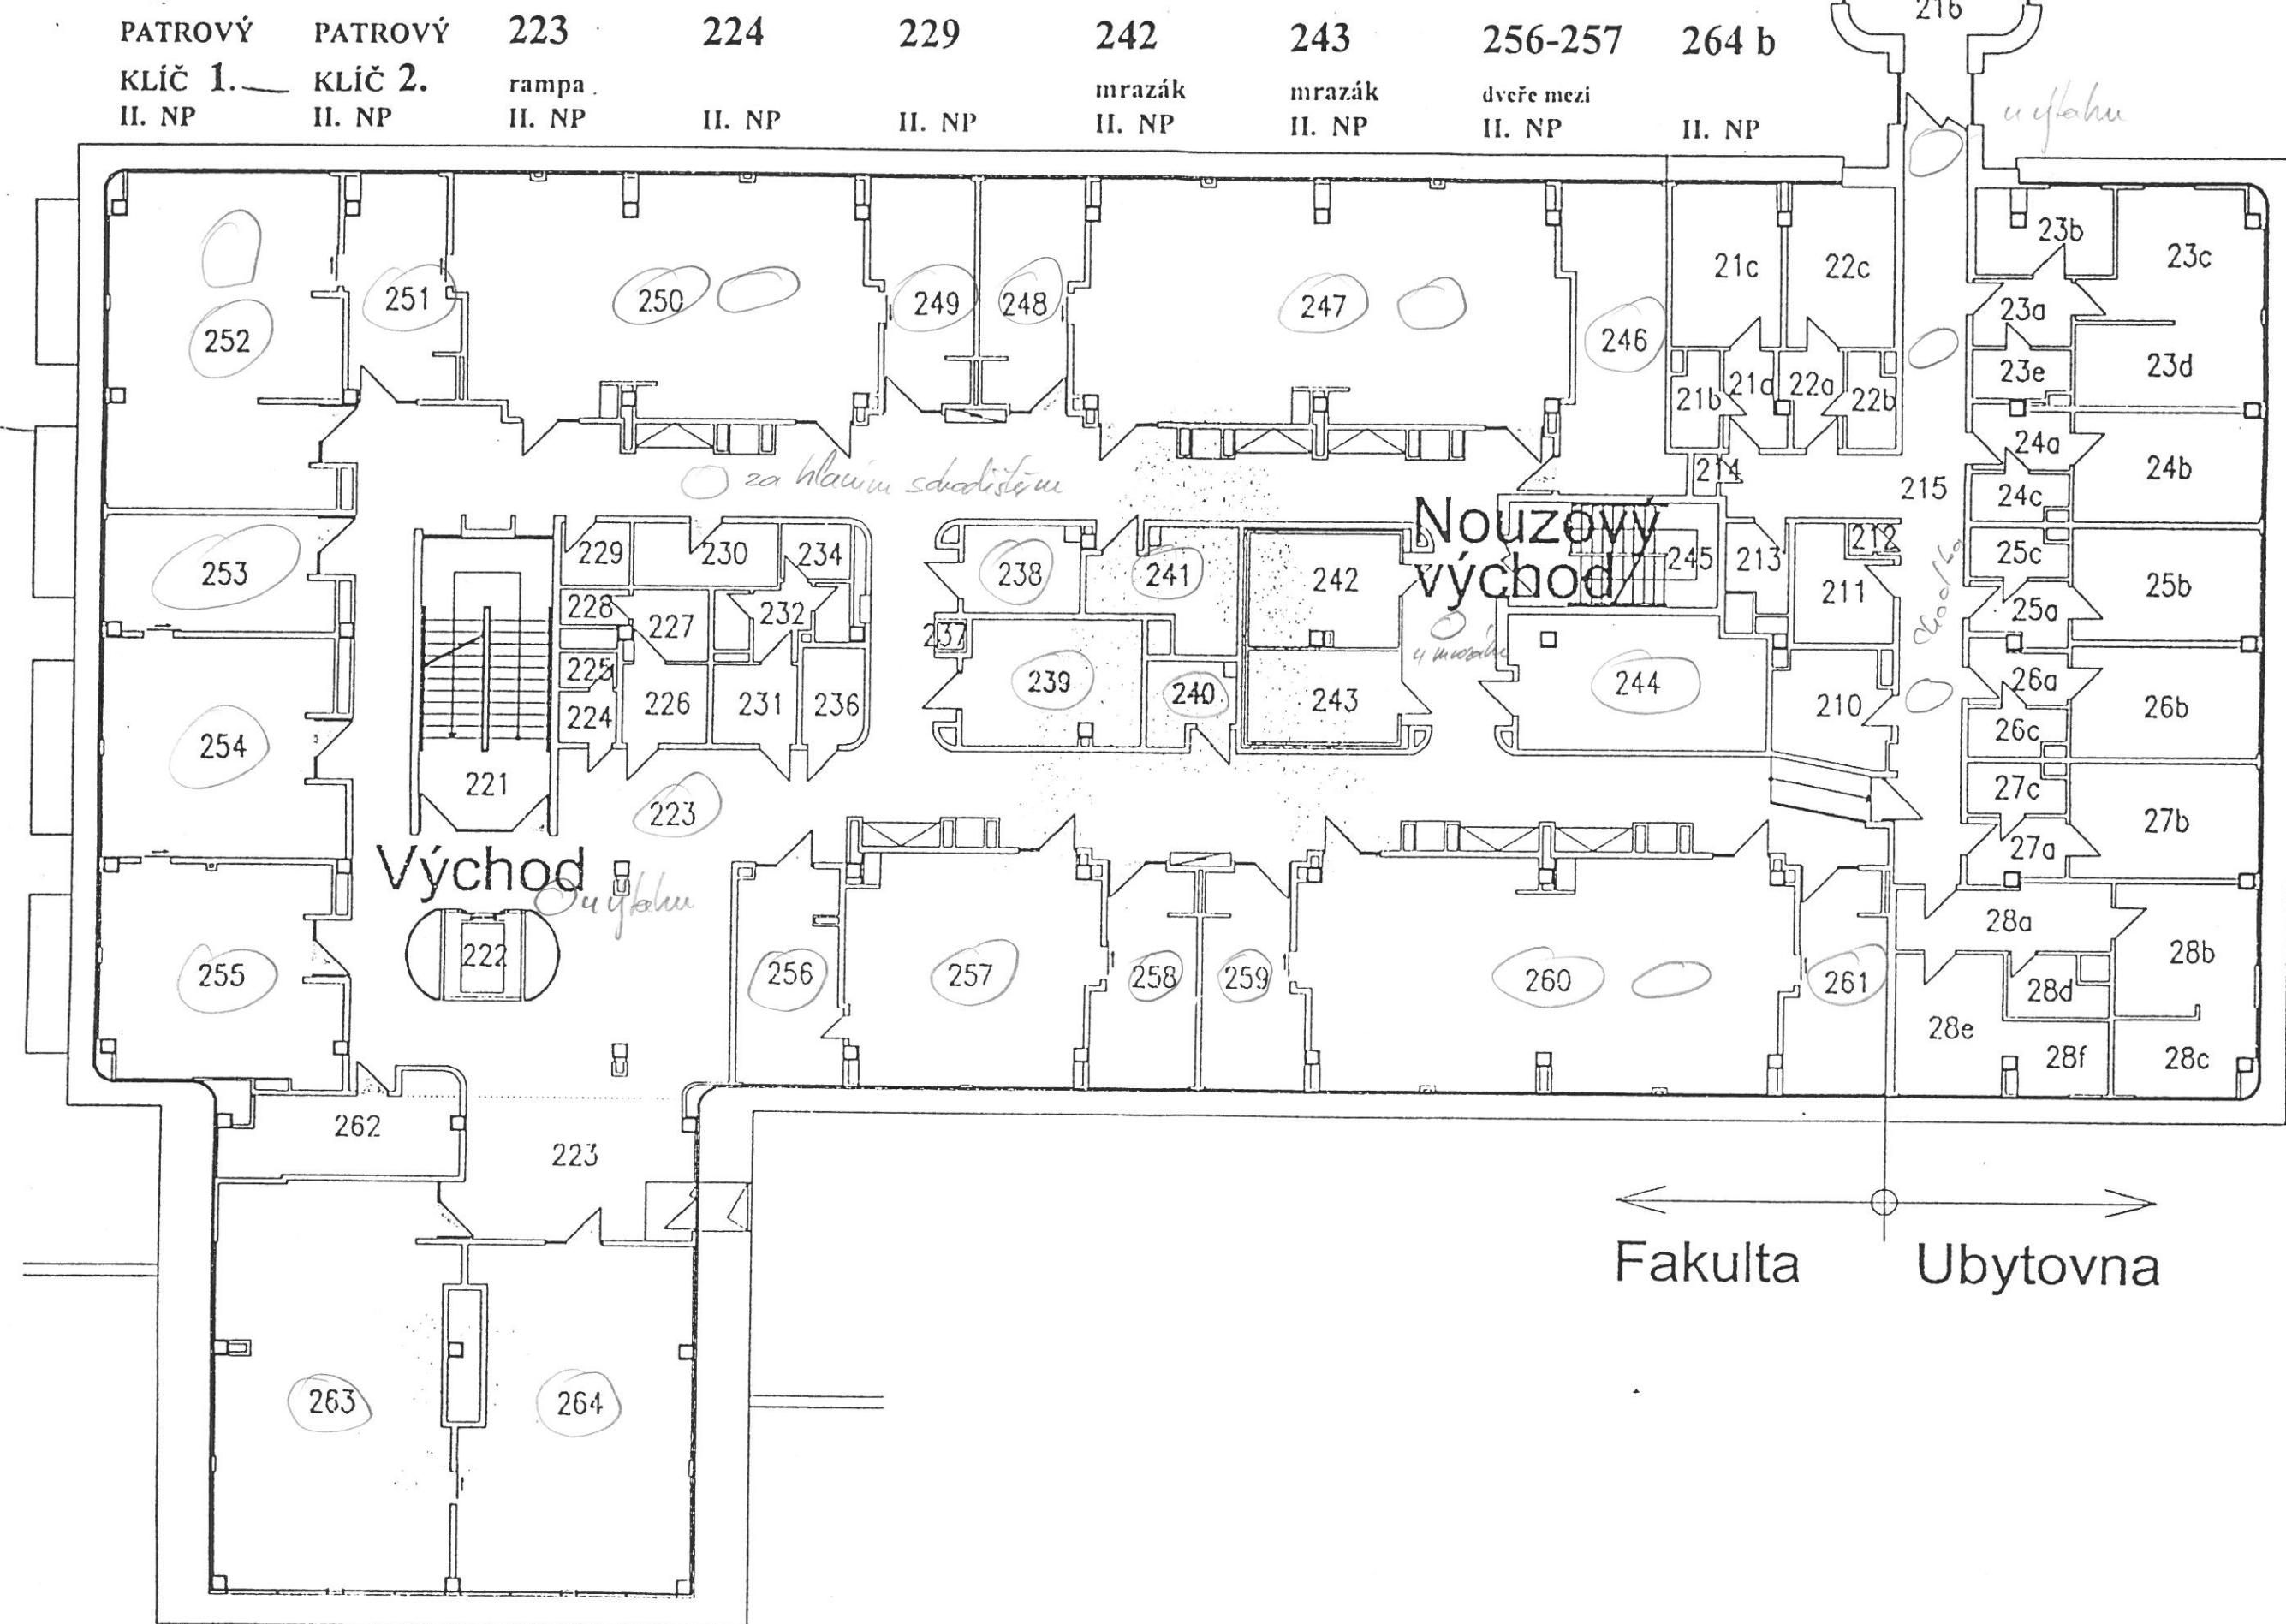 216
PATROVÝ PATROVÝ 223 224 229 242 243 256-257 264 b
KLÍČ 1. KLÍČ 2. rampa mrazák mrazák dveře mezi
II. NP II. NP II. NP II. NP II. NP II. NP II. NP II. NP II. NP
u výtahu
23b
23c
21c 22c
251 250 249 248 247
23a
252 246
23e 23d
21b 21a 22a 22b
24a
24b
214
za hlavním schodištěm
215
24c
Nouzový
východ
229 230 234
212
253 238 241 242 245 213
25c
25b
228 227 232
211
25a
chodba
237
u mrazáku
225
239 240 243 244
26a
224 226 231 236
210
26b
26c
254
221
27c
223
27b
27a
Východ
u výtahu
28a
222
28b
255 256 257 258 259 260 261
28d
28e
28f 28c
262
223
Fakulta Ubytovna
263 264